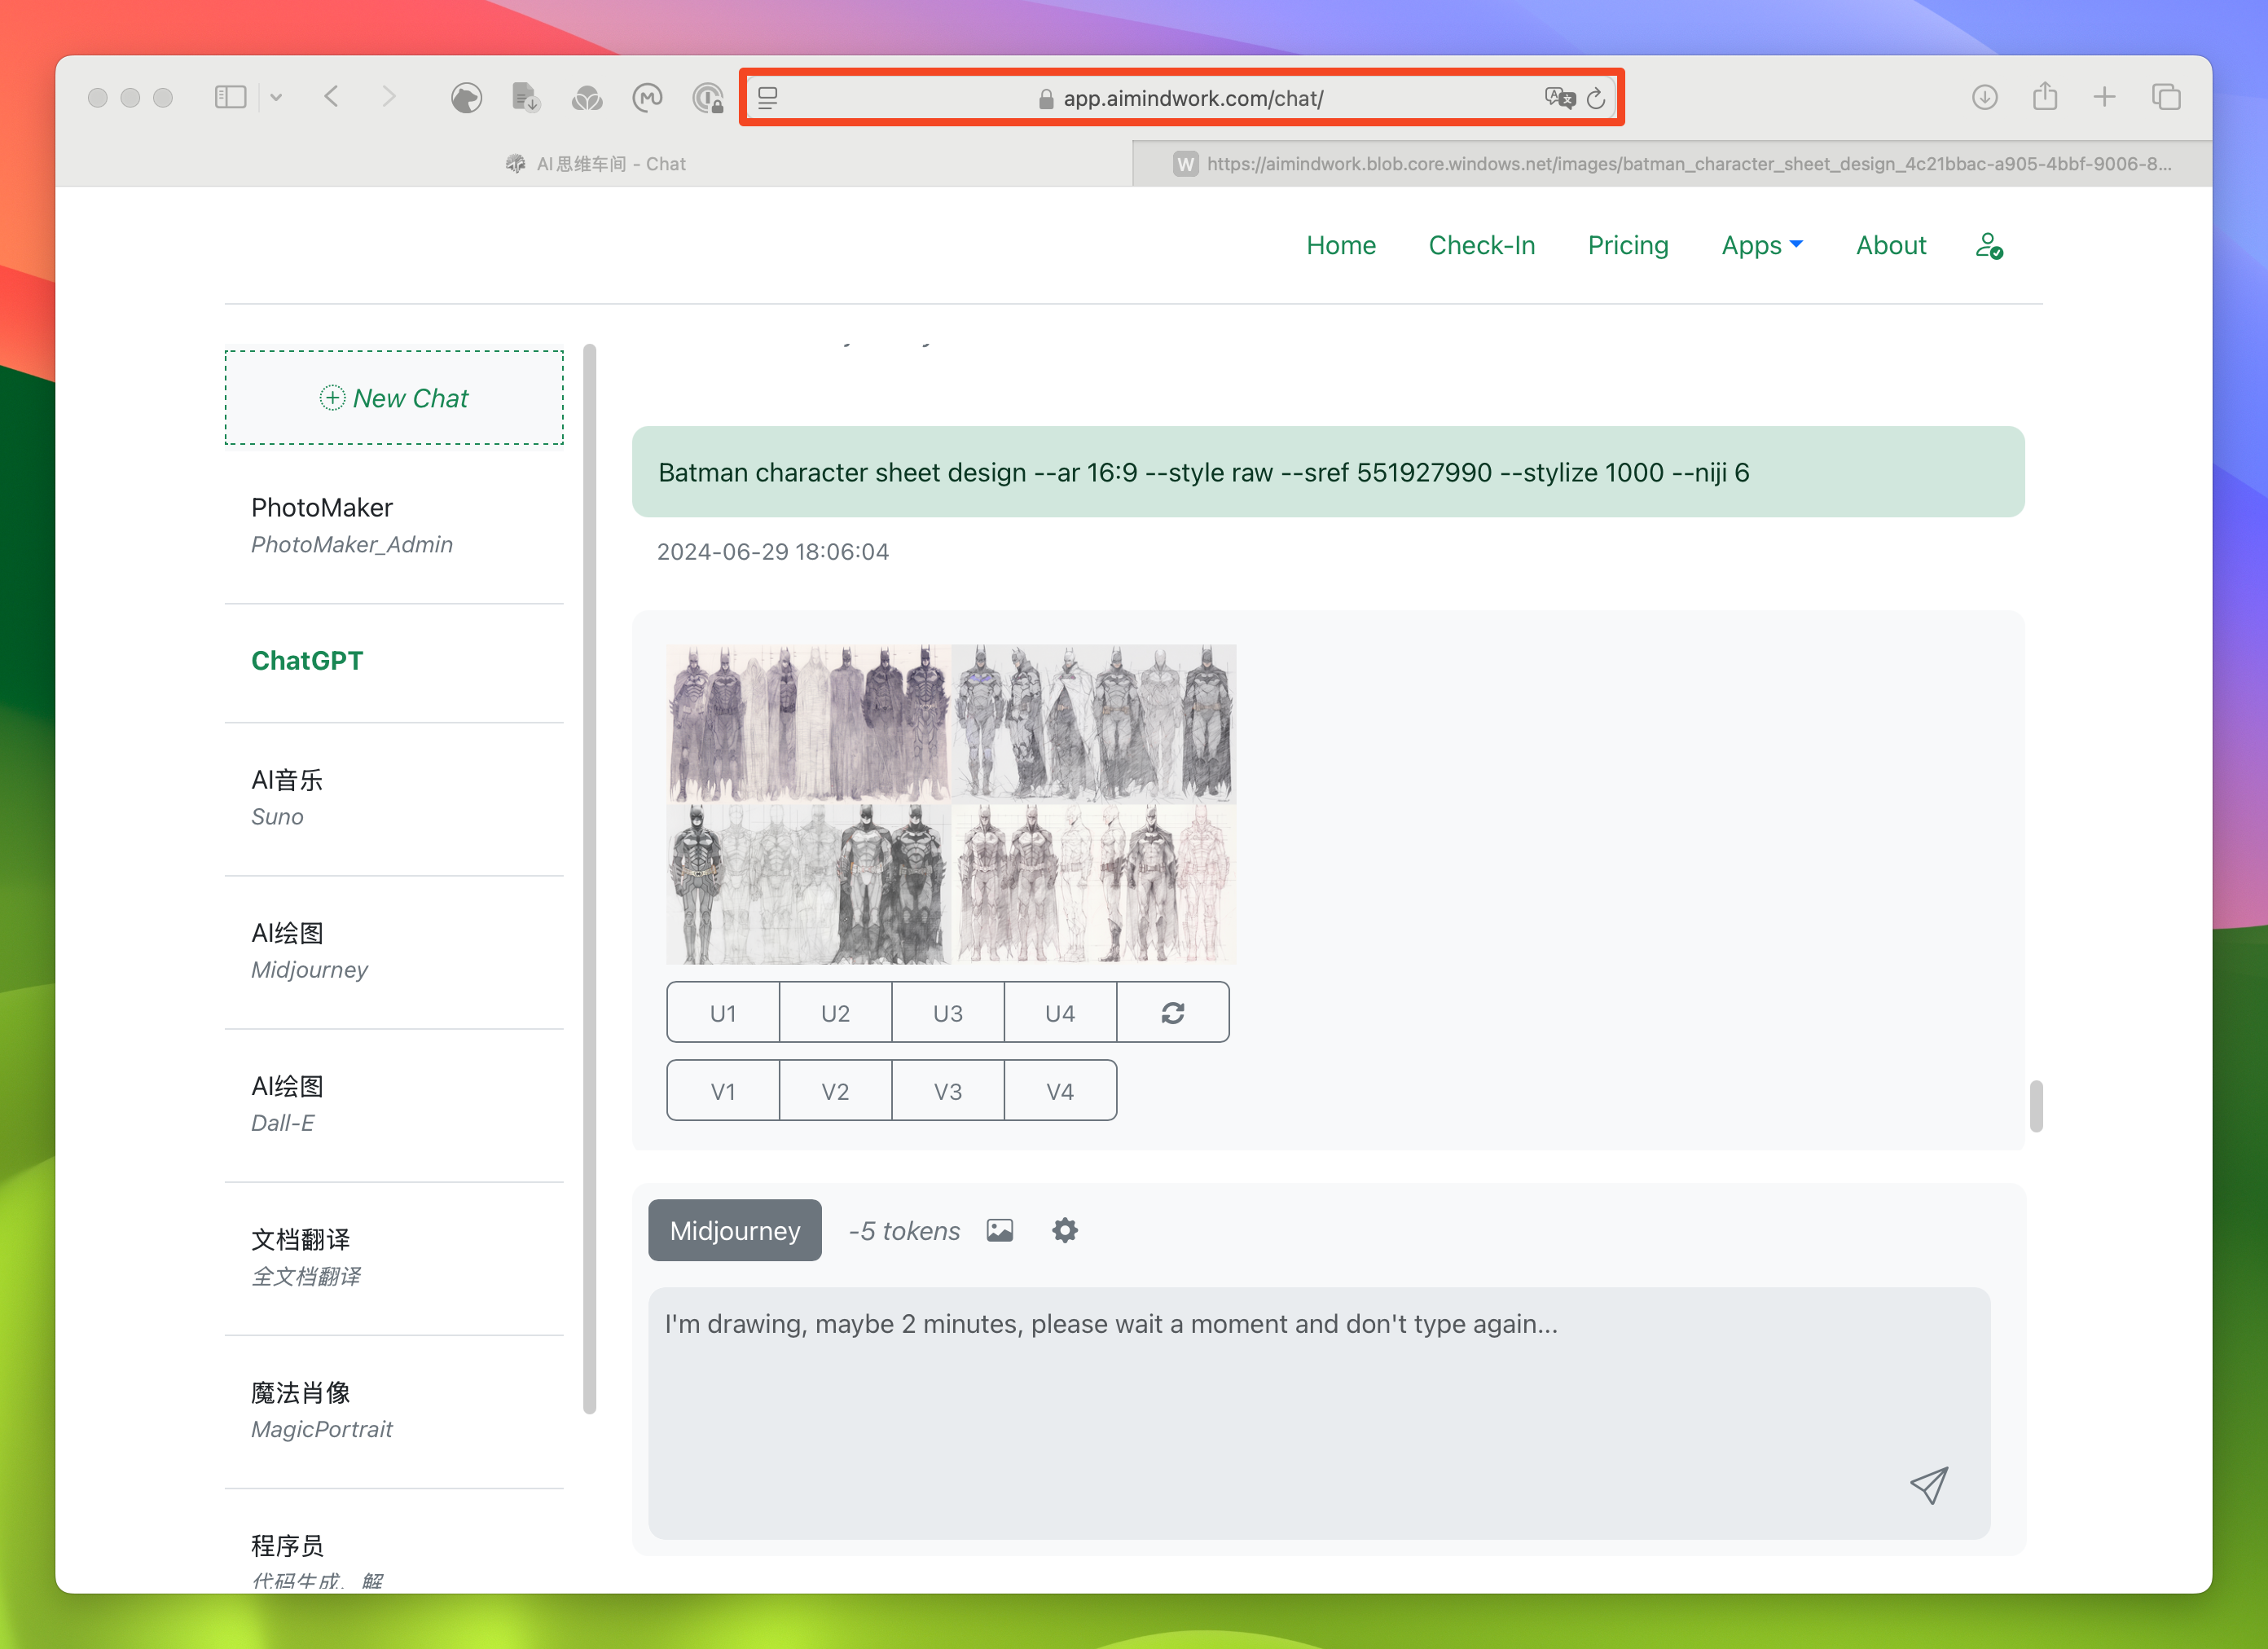 app.aimindwork.com/chat/
AI思维车间 - Chat
W https://aimindwork.blob.core.windows.net/images/batman_character_sheet_design_4c21bbac-a905-4bbf-9006-8...
Home Check-In Pricing Apps About
New Chat
PhotoMaker
PhotoMaker_Admin
ChatGPT
AI音乐
Suno
AI绘图
Midjourney
AI绘图
Dall-E
文档翻译
全文档翻译
魔法肖像
MagicPortrait
程序员
代码生成、解
Batman character sheet design --ar 16:9 --style raw --sref 551927990 --stylize 1000 --niji 6
2024-06-29 18:06:04
U1 U2 U3 U4
V1 V2 V3 V4
Midjourney -5 tokens
I'm drawing, maybe 2 minutes, please wait a moment and don't type again...